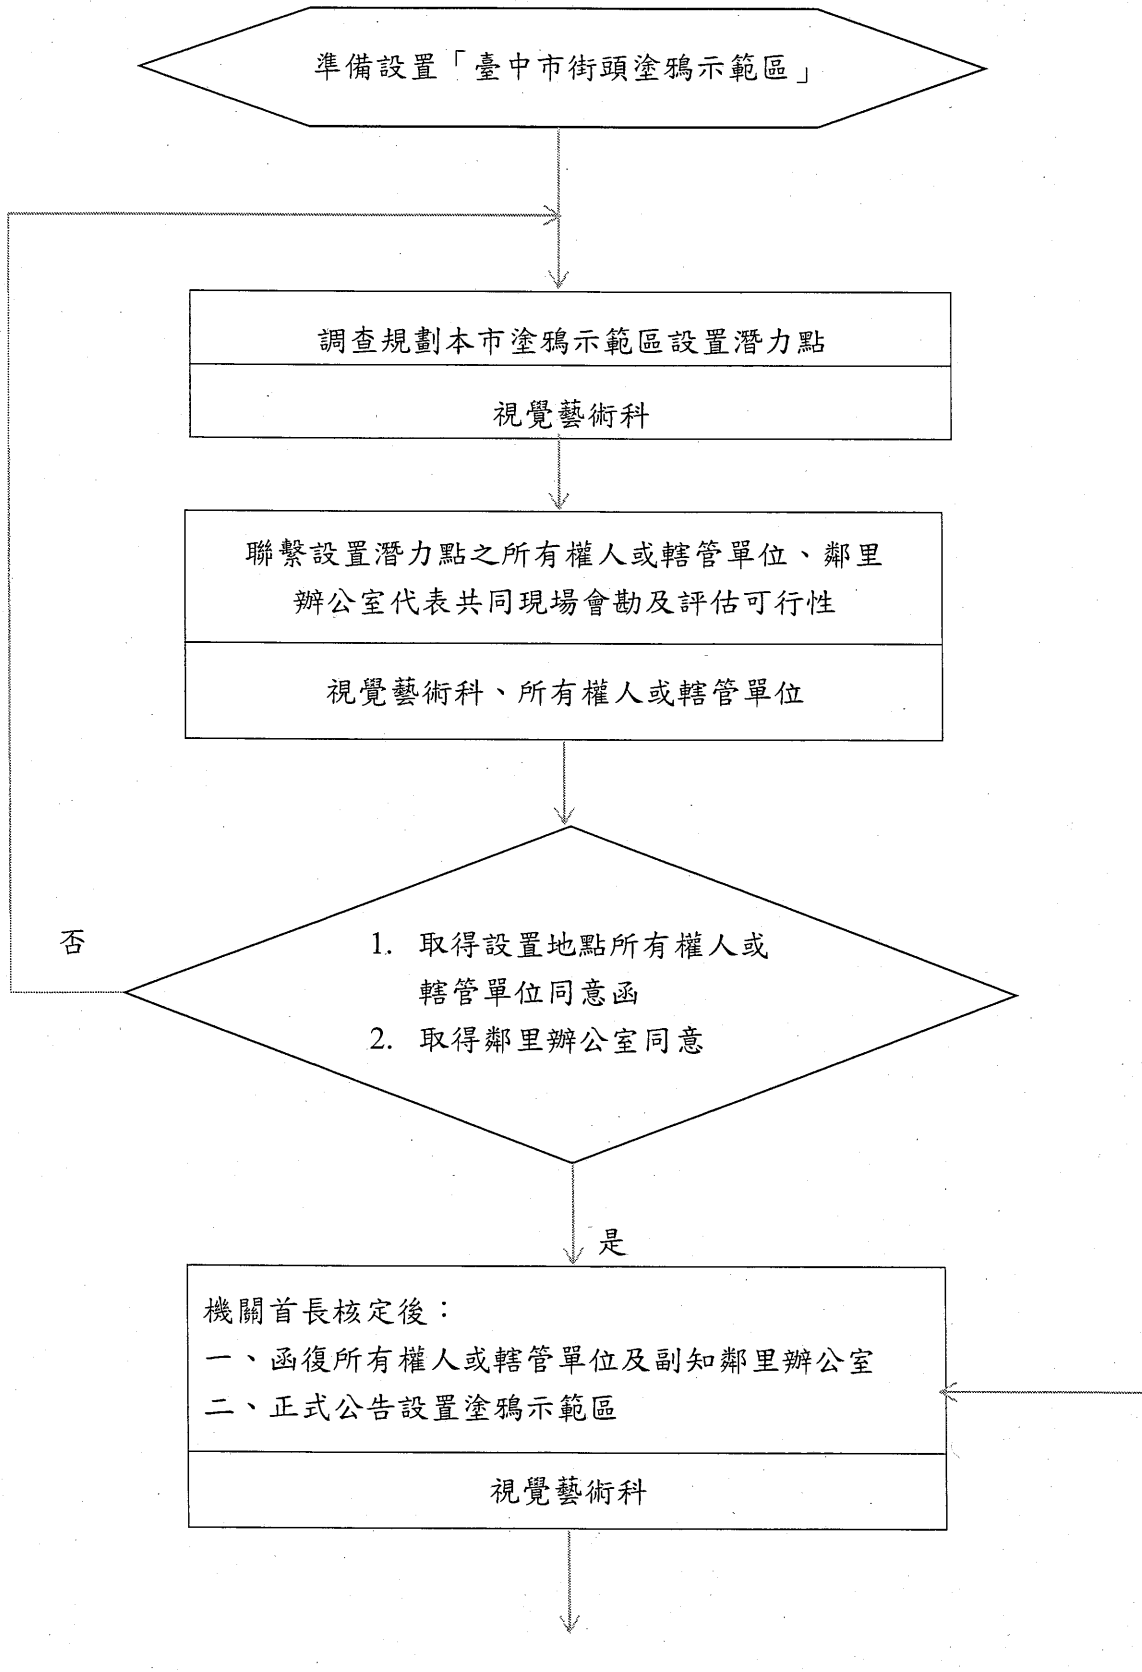 準備設置「臺中市街頭塗鴉示範區」
調查規劃本市塗鴉示範區設置潛力點
視覺藝術科
聯繫設置潛力點之所有權人或轄管單位、鄰里
辦公室代表共同現場會勘及評估可行性
視覺藝術科、所有權人或轄管單位
否
1. 取得設置地點所有權人或
轄管單位同意函
2. 取得鄰里辦公室同意
是
機關首長核定後：
一、函復所有權人或轄管單位及副知鄰里辦公室
二、正式公告設置塗鴉示範區
視覺藝術科